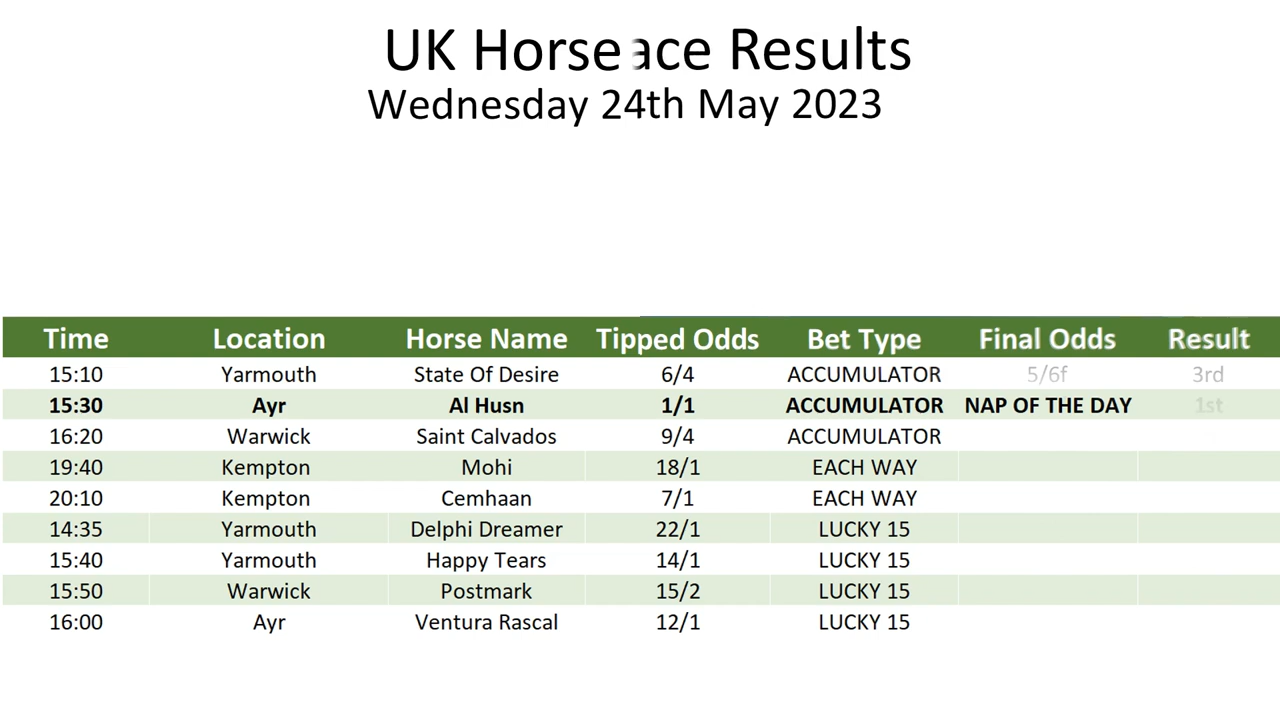 UK Horse ace Results
Wednesday 24th May 2023
Time Location Horse Name Tipped Odds Bet Type Final Odds Result
15:10 Yarmouth State Of Desire 6/4 ACCUMULATOR 5/6f 3rd
15:30 Ayr Al Husn 1/1 ACCUMULATOR NAP OF THE DAY 1st
16:20 Warwick Saint Calvados 9/4 ACCUMULATOR
19:40 Kempton Mohi 18/1 EACH WAY
20:10 Kempton Cemhaan 7/1 EACH WAY
14:35 Yarmouth Delphi Dreamer 22/1 LUCKY 15
15:40 Yarmouth Happy Tears 14/1 LUCKY 15
15:50 Warwick Postmark 15/2 LUCKY 15
16:00 Ayr Ventura Rascal 12/1 LUCKY 15